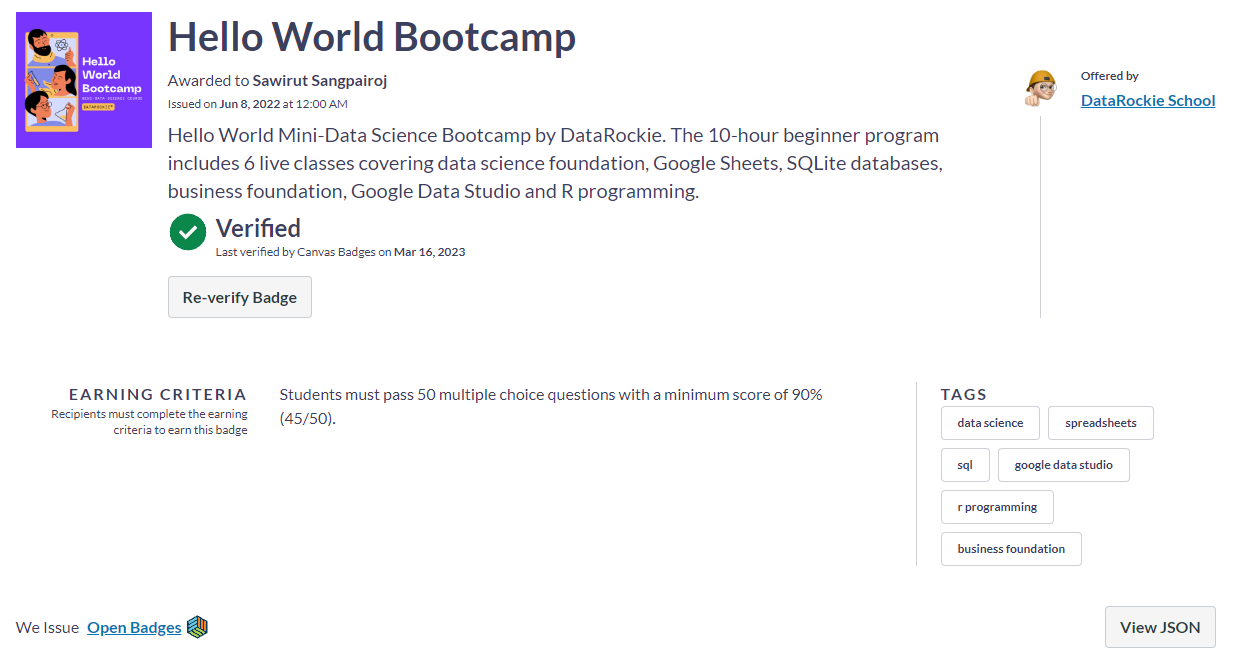 Hello
World
Bootcamp
MINI DATA SCIENCE COURSE
DATAROCKIE
Hello World Bootcamp
Awarded to Sawirut Sangpairoj
Issued on Jun 8, 2022 at 12:00 AM
Hello World Mini-Data Science Bootcamp by DataRockie. The 10-hour beginner program
includes 6 live classes covering data science foundation, Google Sheets, SQLite databases,
business foundation, Google Data Studio and R programming.
Verified
Last verified by Canvas Badges on Mar 16, 2023
Re-verify Badge
Offered by
DataRockie School
EARNING CRITERIA
Recipients must complete the earning
criteria to earn this badge
Students must pass 50 multiple choice questions with a minimum score of 90%
(45/50).
TAGS
data science spreadsheets
sql google data studio
r programming
business foundation
We Issue Open Badges
View JSON